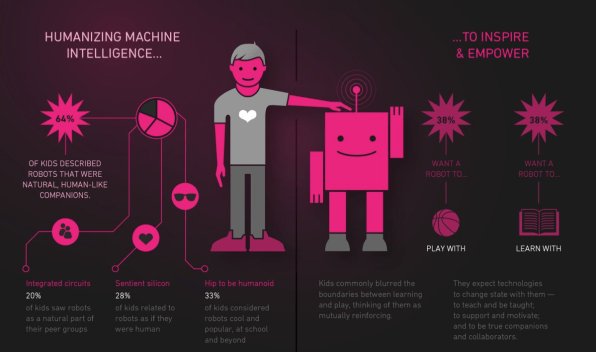 HUMANIZING MACHINE
INTELLIGENCE...
...TO INSPIRE
& EMPOWER
64%
OF KIDS DESCRIBED
ROBOTS THAT WERE
NATURAL, HUMAN-LIKE
COMPANIONS.
38%
WANT A
ROBOT TO...
PLAY WITH
38%
WANT A
ROBOT TO...
LEARN WITH
Integrated circuits
20%
of kids saw robots
as a natural part of
their peer groups
Sentient silicon
28%
of kids related to
robots as if they
were human
Hip to be humanoid
33%
of kids considered
robots cool and
popular, at school
and beyond
Kids commonly blurred the
boundaries between learning
and play, thinking of them as
mutually reinforcing.
They expect technologies
to change state with them —
to teach and be taught;
to support and motivate;
and to be true companions
and collaborators.